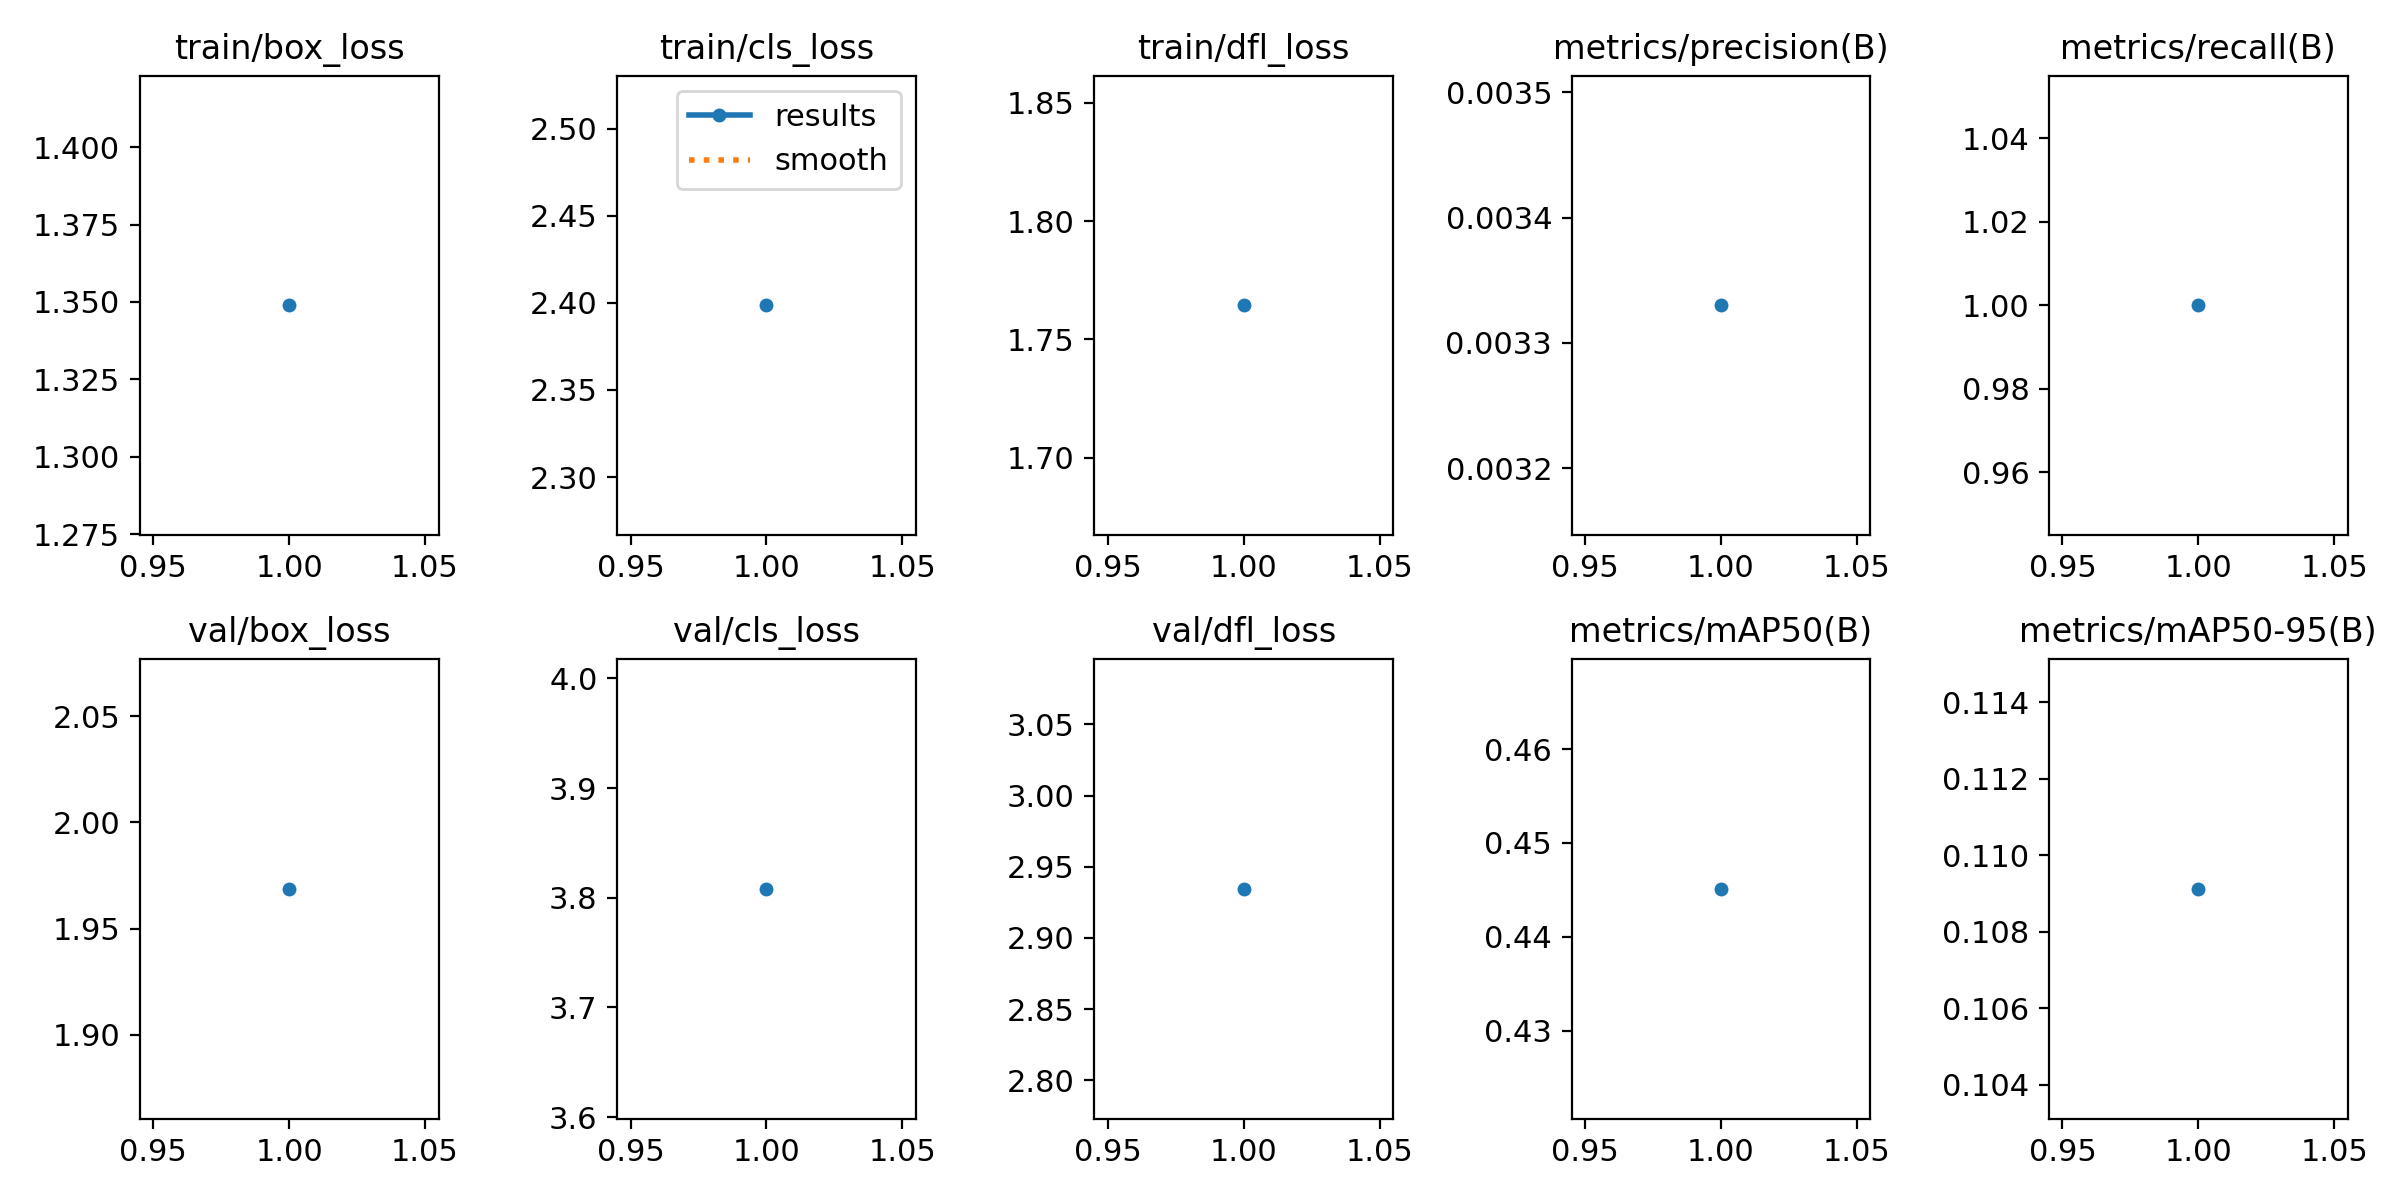 train/box_loss
1.400
1.375
1.350
1.325
1.300
1.275
0.95 1.00 1.05
train/cls_loss
results
smooth
2.50
2.45
2.40
2.35
2.30
0.95 1.00 1.05
train/dfl_loss
1.85
1.80
1.75
1.70
0.95 1.00 1.05
metrics/precision(B)
0.0035
0.0034
0.0033
0.0032
0.95 1.00 1.05
metrics/recall(B)
1.04
1.02
1.00
0.98
0.96
0.95 1.00 1.05
val/box_loss
2.05
2.00
1.95
1.90
0.95 1.00 1.05
val/cls_loss
4.0
3.9
3.8
3.7
3.6
0.95 1.00 1.05
val/dfl_loss
3.05
3.00
2.95
2.90
2.85
2.80
0.95 1.00 1.05
metrics/mAP50(B)
0.46
0.45
0.44
0.43
0.95 1.00 1.05
metrics/mAP50-95(B)
0.114
0.112
0.110
0.108
0.106
0.104
0.95 1.00 1.05